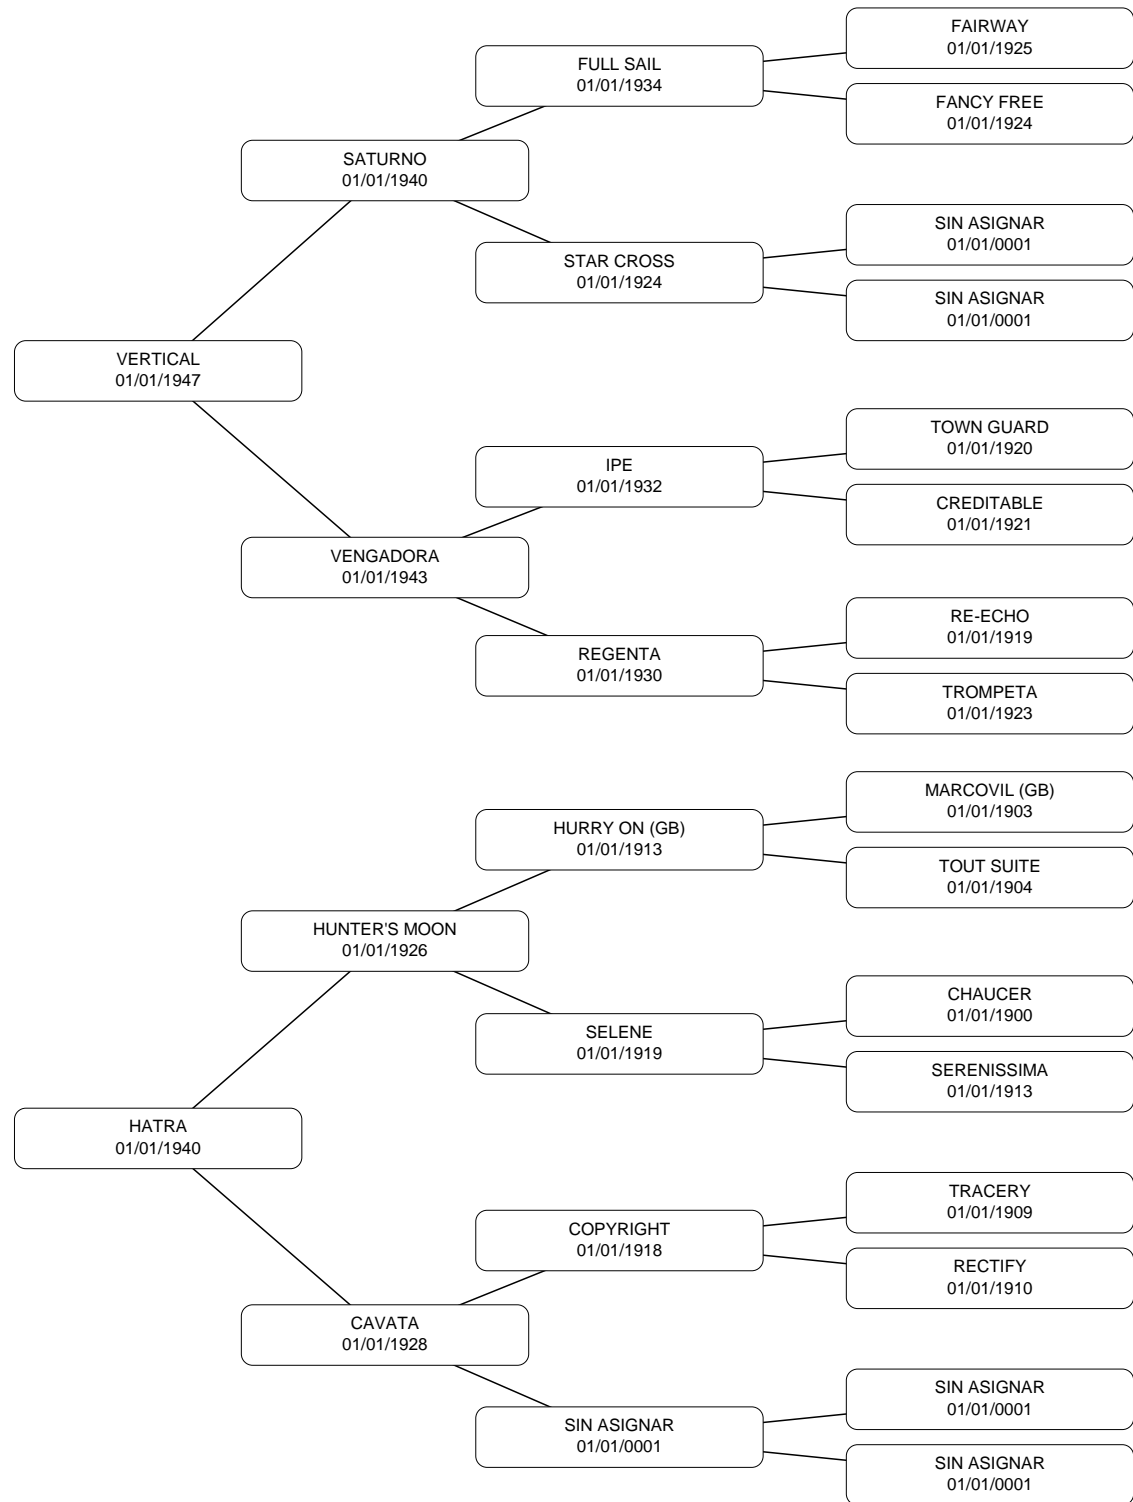 FAIRWAY
01/01/1925
FULL SAIL
01/01/1934
FANCY FREE
01/01/1924
SATURNO
01/01/1940
SIN ASIGNAR
01/01/0001
STAR CROSS
01/01/1924
SIN ASIGNAR
01/01/0001
VERTICAL
01/01/1947
TOWN GUARD
01/01/1920
IPE
01/01/1932
CREDITABLE
01/01/1921
VENGADORA
01/01/1943
RE-ECHO
01/01/1919
REGENTA
01/01/1930
TROMPETA
01/01/1923
MARCOVIL (GB)
01/01/1903
HURRY ON (GB)
01/01/1913
TOUT SUITE
01/01/1904
HUNTER'S MOON
01/01/1926
CHAUCER
01/01/1900
SELENE
01/01/1919
SERENISSIMA
01/01/1913
HATRA
01/01/1940
TRACERY
01/01/1909
COPYRIGHT
01/01/1918
RECTIFY
01/01/1910
CAVATA
01/01/1928
SIN ASIGNAR
01/01/0001
SIN ASIGNAR
01/01/0001
SIN ASIGNAR
01/01/0001